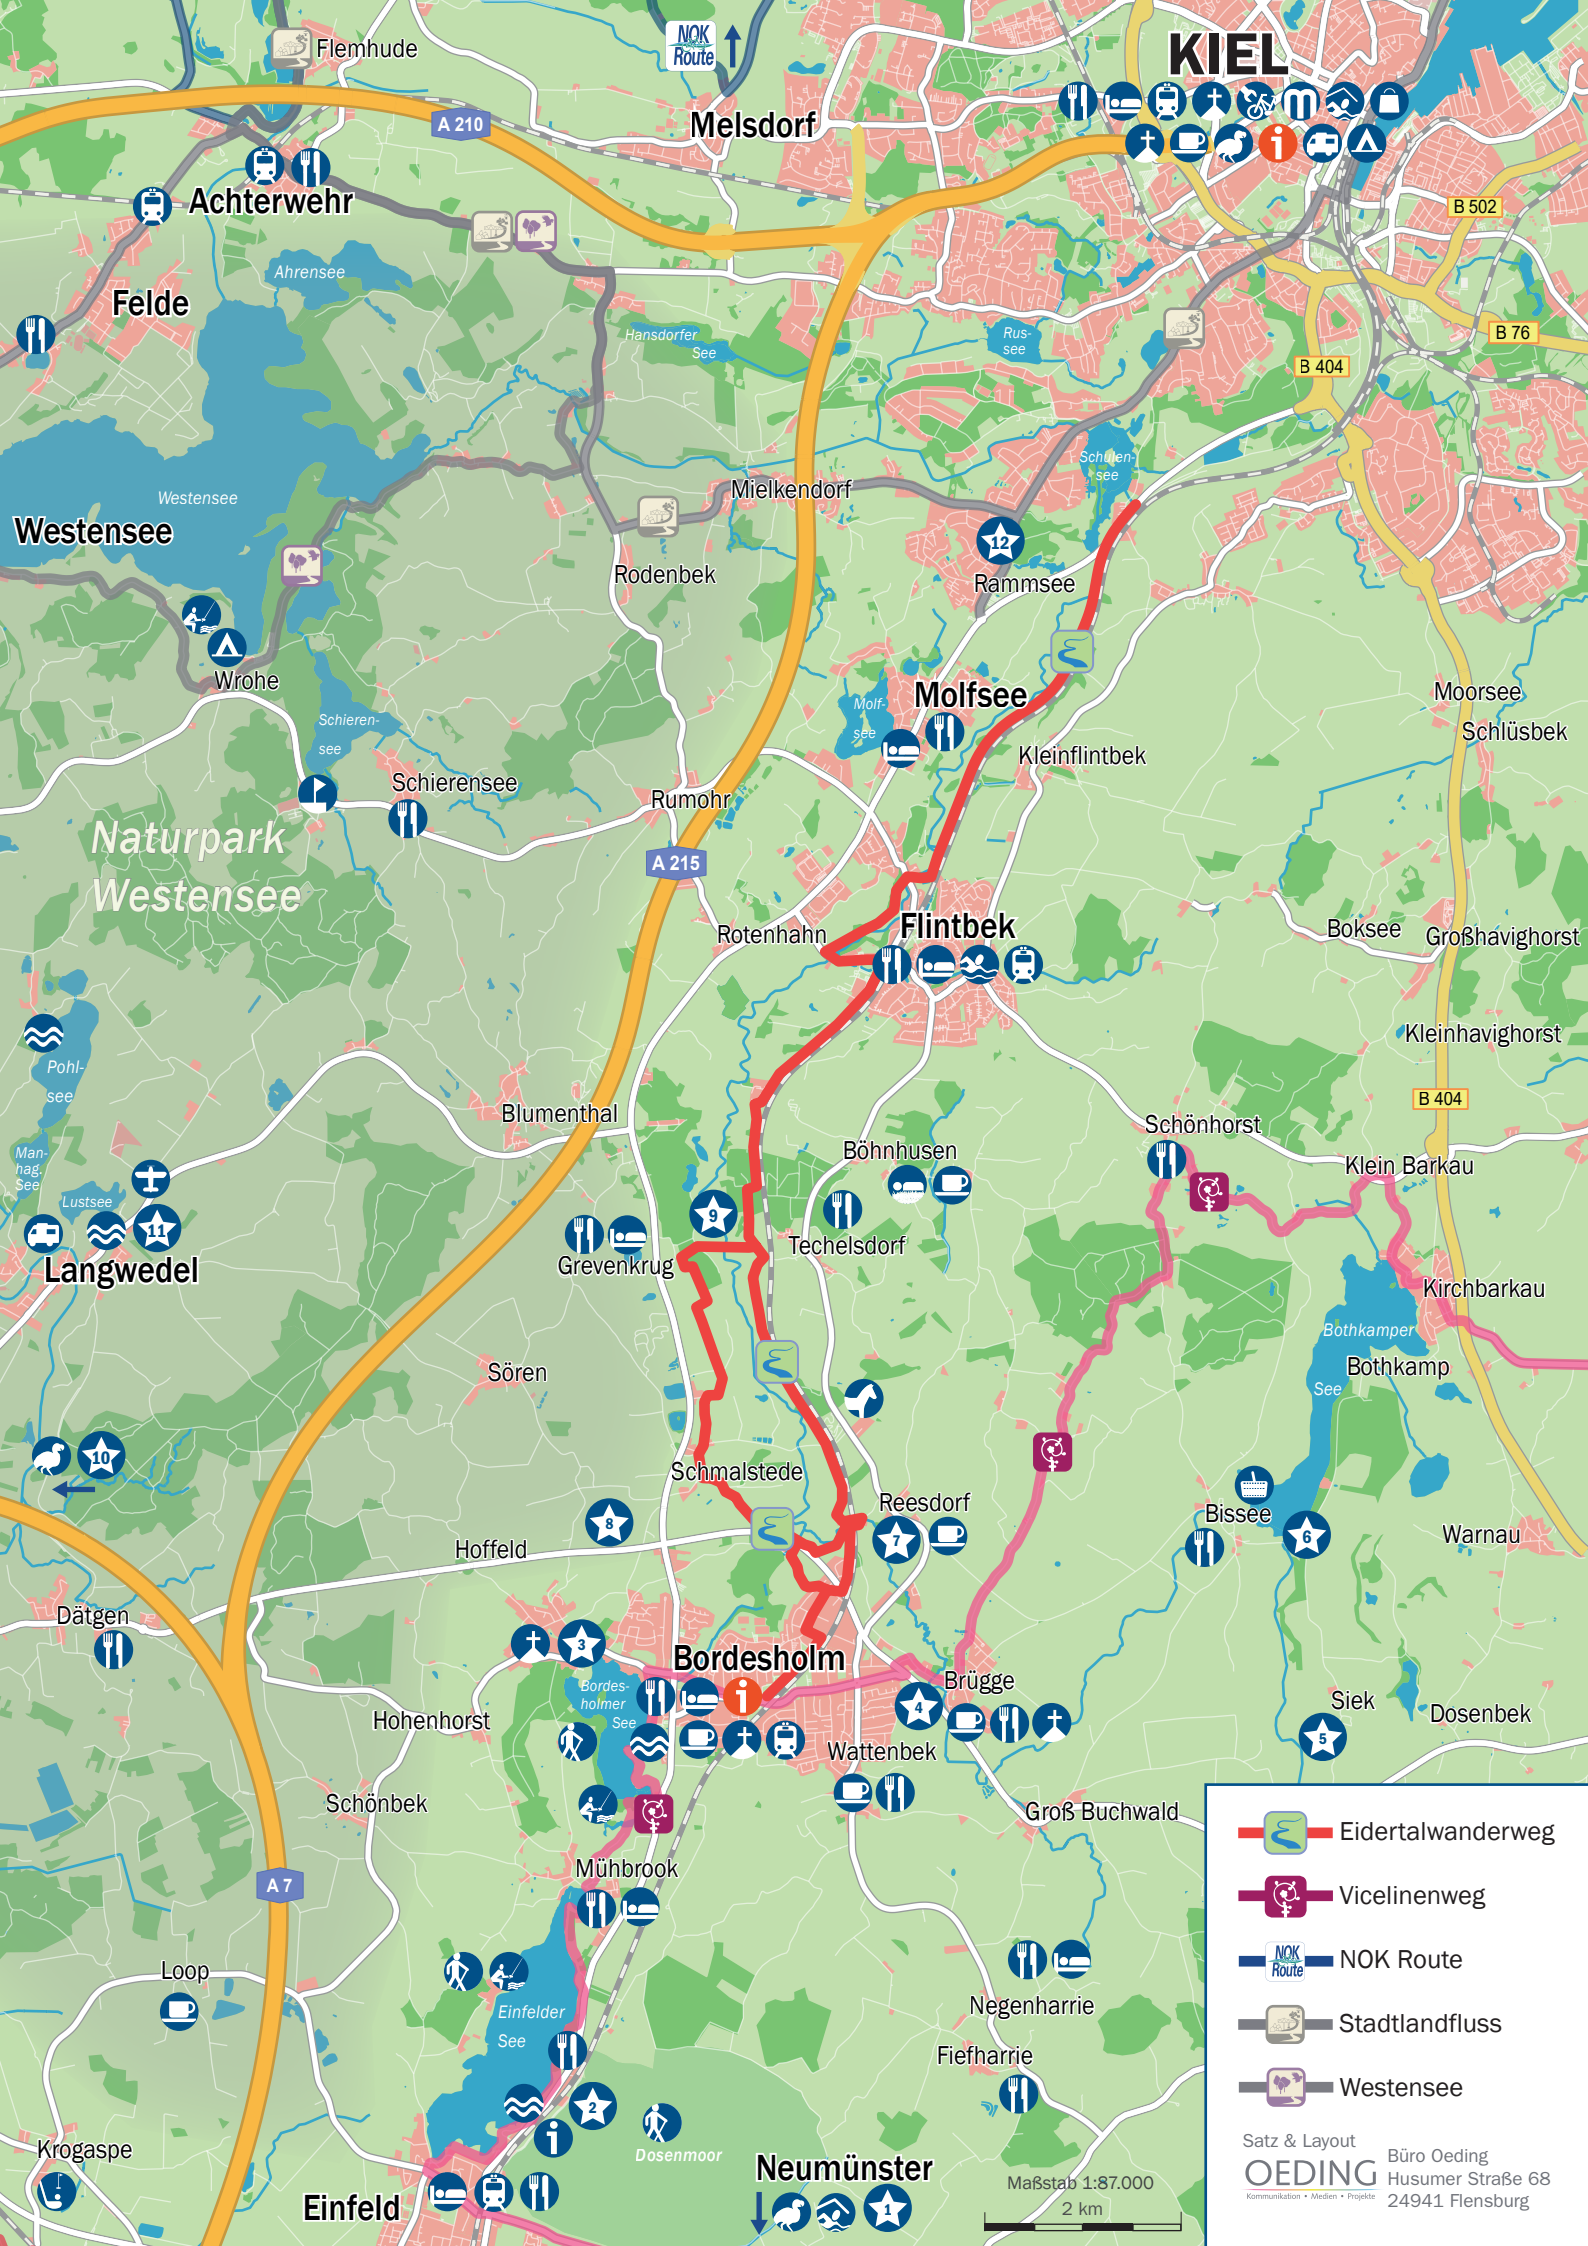 Flemhude
NOK
Route
KIEL
Melsdorf
A 210
Achterwehr
B 502
Ahrensee
Felde
Hansdorfer
See
Rus-
see
B 76
B 404
Schulen-
see
Westensee
Mielkendorf
Westensee
12
Rodenbek
Rammsee
Wrohe
Molfsee
Moorsee
Molf-
see
Schieren-
see
Schlüsbek
Kleinflintbek
Schierensee
Rumohr
Naturpark
Westensee
A 215
Rotenhahn
Flintbek
Boksee
Großhavighorst
Kleinhavighorst
Pohl-
see
B 404
Blumenthal
Schönhorst
Böhnhusen
Man-
hag.
See
Klein Barkau
Lustsee
9
11
Techelsdorf
Langwedel
Grevenkrug
Kirchbarkau
Bothkamper
See
Bothkamp
Sören
10
Schmalstede
Reesdorf
Bissee
8
7
6
Hoffeld
Warnau
Dätgen
3
Bordesholm
Bordes-
holmer
See
Brügge
4
Siek
Dosenbek
Hohenhorst
5
Wattenbek
Schönbek
Groß Buchwald
Eidertalwanderweg
Mühbrook
A 7
Vicelinenweg
NOK
Route
NOK Route
Loop
Negenharrie
Einfelder
See
Stadtlandfluss
Fiefharrie
Westensee
2
Krogaspe
Dosenmoor
Neumünster
1
Einfeld
Maßstab 1:87.000
2 km
Satz & Layout
OEDING
Kommunikation • Medien • Projekte
Büro Oeding
Husumer Straße 68
24941 Flensburg